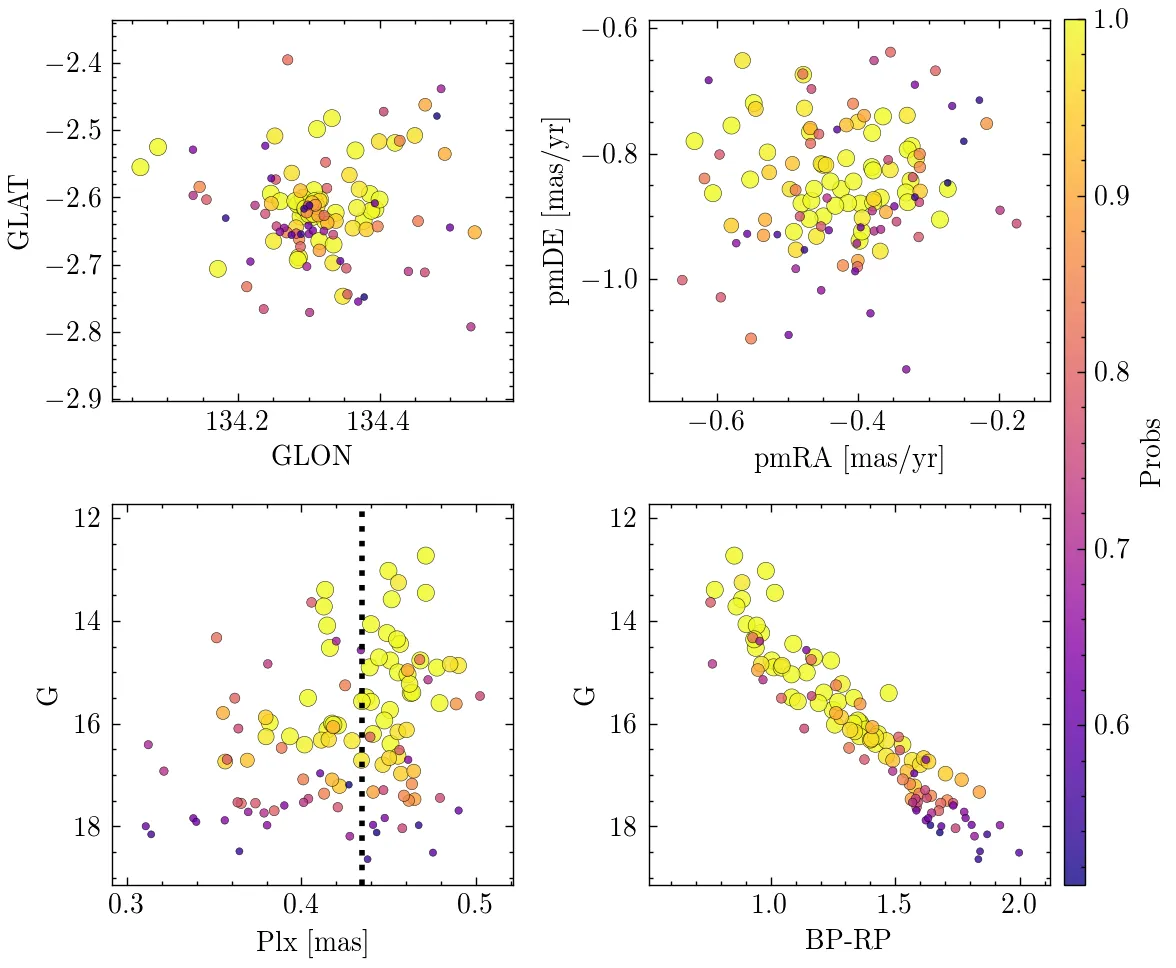 −2.4
−2.5
−2.6
−2.7
−2.8
−2.9
GLAT
134.2 134.4
GLON
−0.6
−0.8
−1.0
pmDE [mas/yr]
−0.6 −0.4 −0.2
pmRA [mas/yr]
12
14
16
18
G
0.3 0.4 0.5
Plx [mas]
12
14
16
18
G
1.0 1.5 2.0
BP-RP
1.0
0.9
0.8
0.7
0.6
Probs